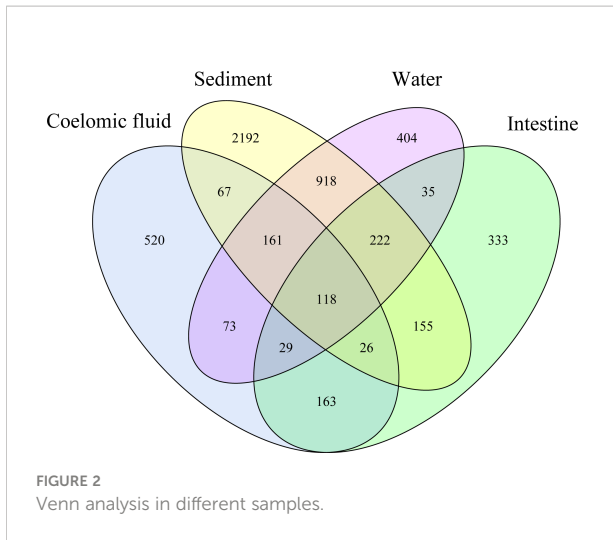 Sediment
Water
Coelomic fluid
Intestine
2192
404
918
67
35
520
161
222
333
118
73
155
29
26
163
FIGURE 2
Venn analysis in different samples.